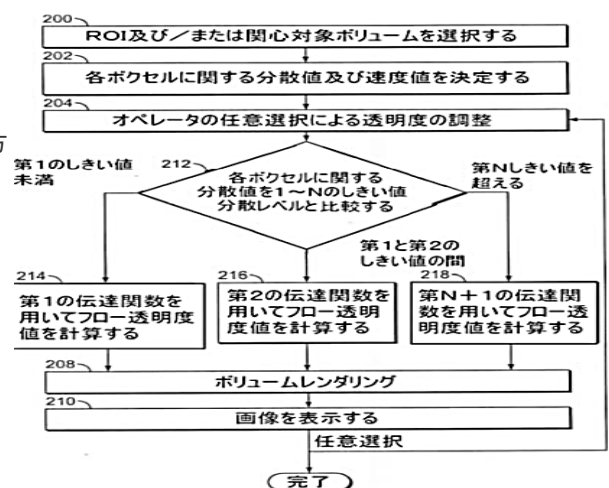 200
ROI及び／または関心対象ボリュームを選択する
202
各ボクセルに関する分散値及び速度値を決定する
204
オペレータの任意選択による透明度の調整
第1のしきい値
未満
212
各ボクセルに関する
分散値を1～Nのしきい値
分散レベルと比較する
第Nしきい値を
超える
第1と第2の
しきい値の間
214
第1の伝達関数を
用いてフロー透明度
値を計算する
216
第2の伝達関数を
用いてフロー透明
度値を計算する
218
第N＋1の伝達関
数を用いてフロー透
明度値を計算する
208
ボリュームレンダリング
210
画像を表示する
任意選択
完了